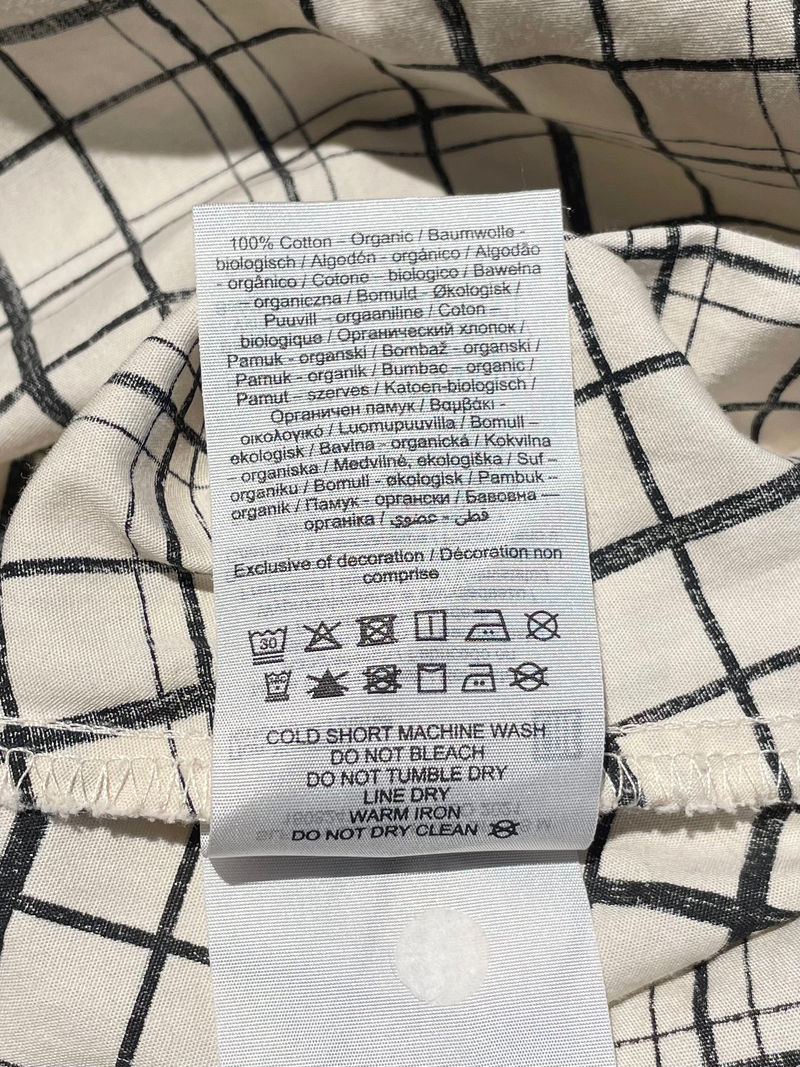 100% Cotton – Organic / Baumwolle -
biologisch / Algodón - orgánico / Algodão
- orgânico / Cotone – biologico / Bawełna
– organiczna / Bomuld - Økologisk /
Puuvill – orgaaniline / Coton –
biologique / Органический хлопок /
Pamuk - organski / Bombaž - organski /
Pamuk - organik / Bumbac – organic /
Pamut – szerves / Katoen-biologisch /
Органичен памук / Βαμβάκι -
οικολογικό / Luomupuuvilla / Bomull –
ekologisk / Bavlna - organická / Kokvilna
– organiska / Medvilnė, ekologiška / Suf –
organiku / Bomull - økologisk / Pambuk –
organik / Памук - органски / Бавовна —
органіка / قطن - عضوي
Exclusive of decoration / Décoration non
comprise
30
COLD SHORT MACHINE WASH
DO NOT BLEACH
DO NOT TUMBLE DRY
LINE DRY
WARM IRON
DO NOT DRY CLEAN